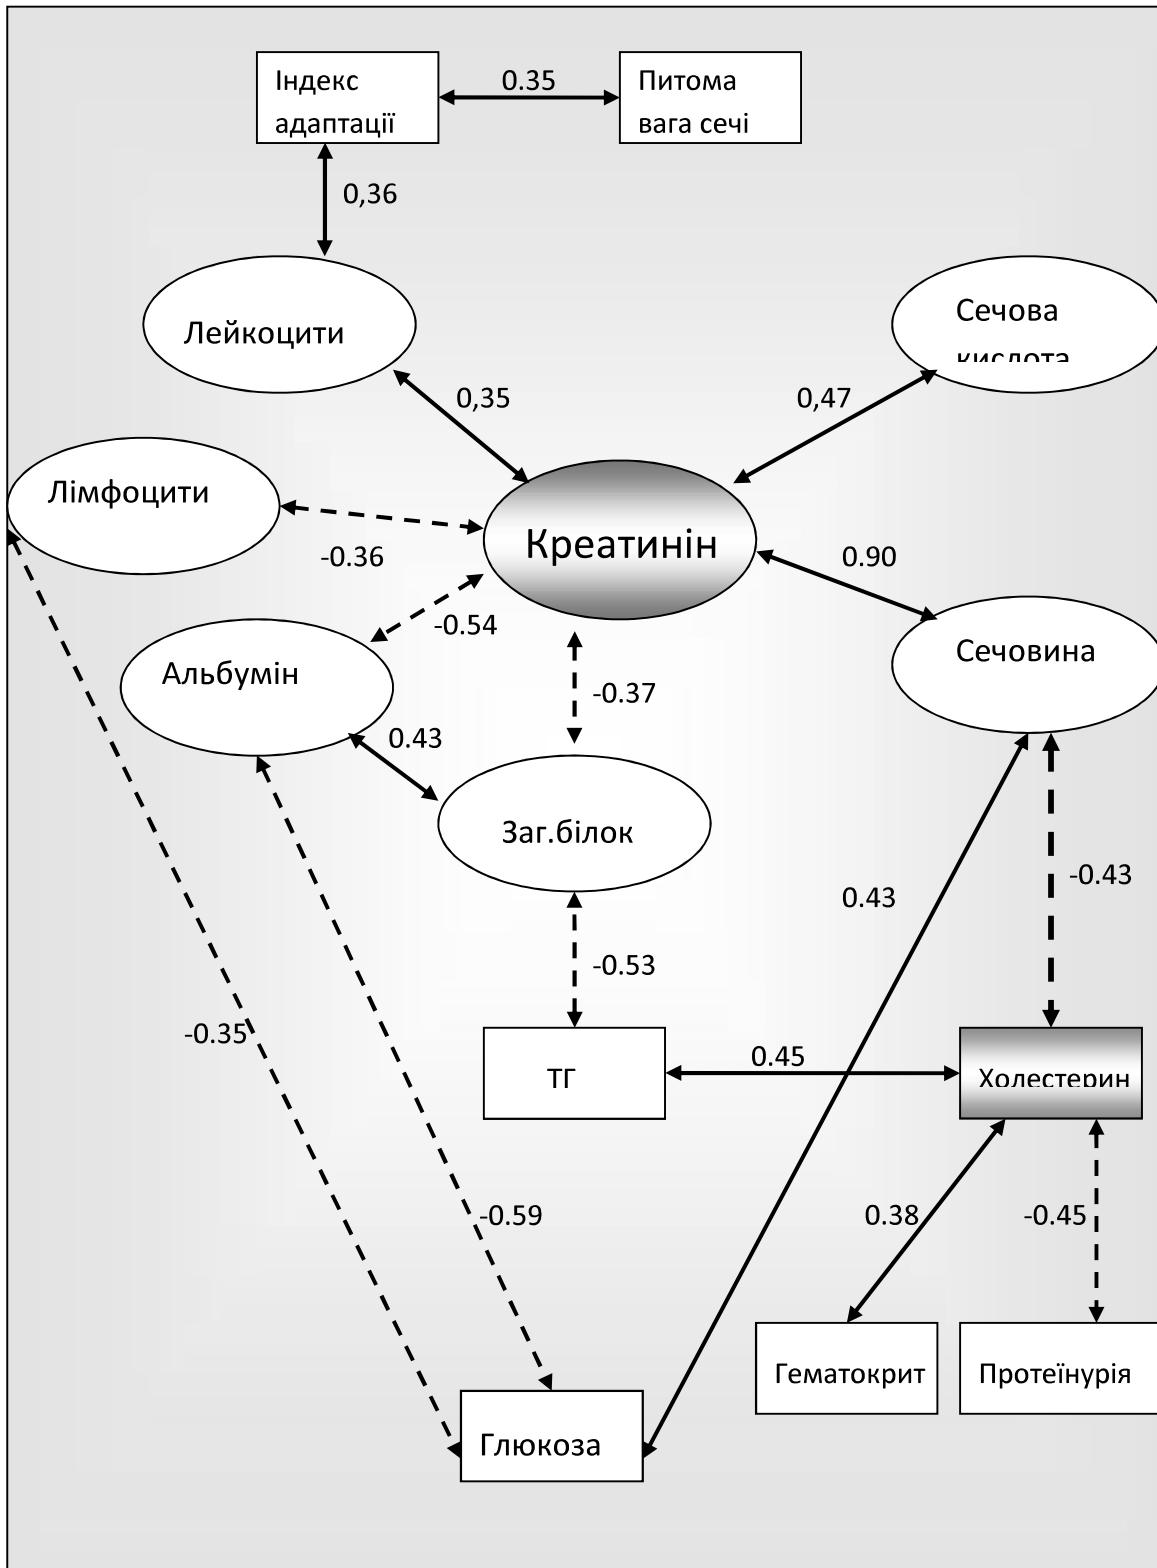 Індекс
адаптації
0.35
Питома
вага сечі
0,36
Лейкоцити
Сечова
кислота
0,35
0,47
Лімфоцити
Креатинін
-0.36
0.90
-0.54
Альбумін
Сечовина
-0.37
0.43
Заг.білок
0.43
-0.43
-0.53
-0.35
ТГ
0.45
Холестерин
-0.59
0.38
-0.45
Гематокрит
Протеїнурія
Глюкоза